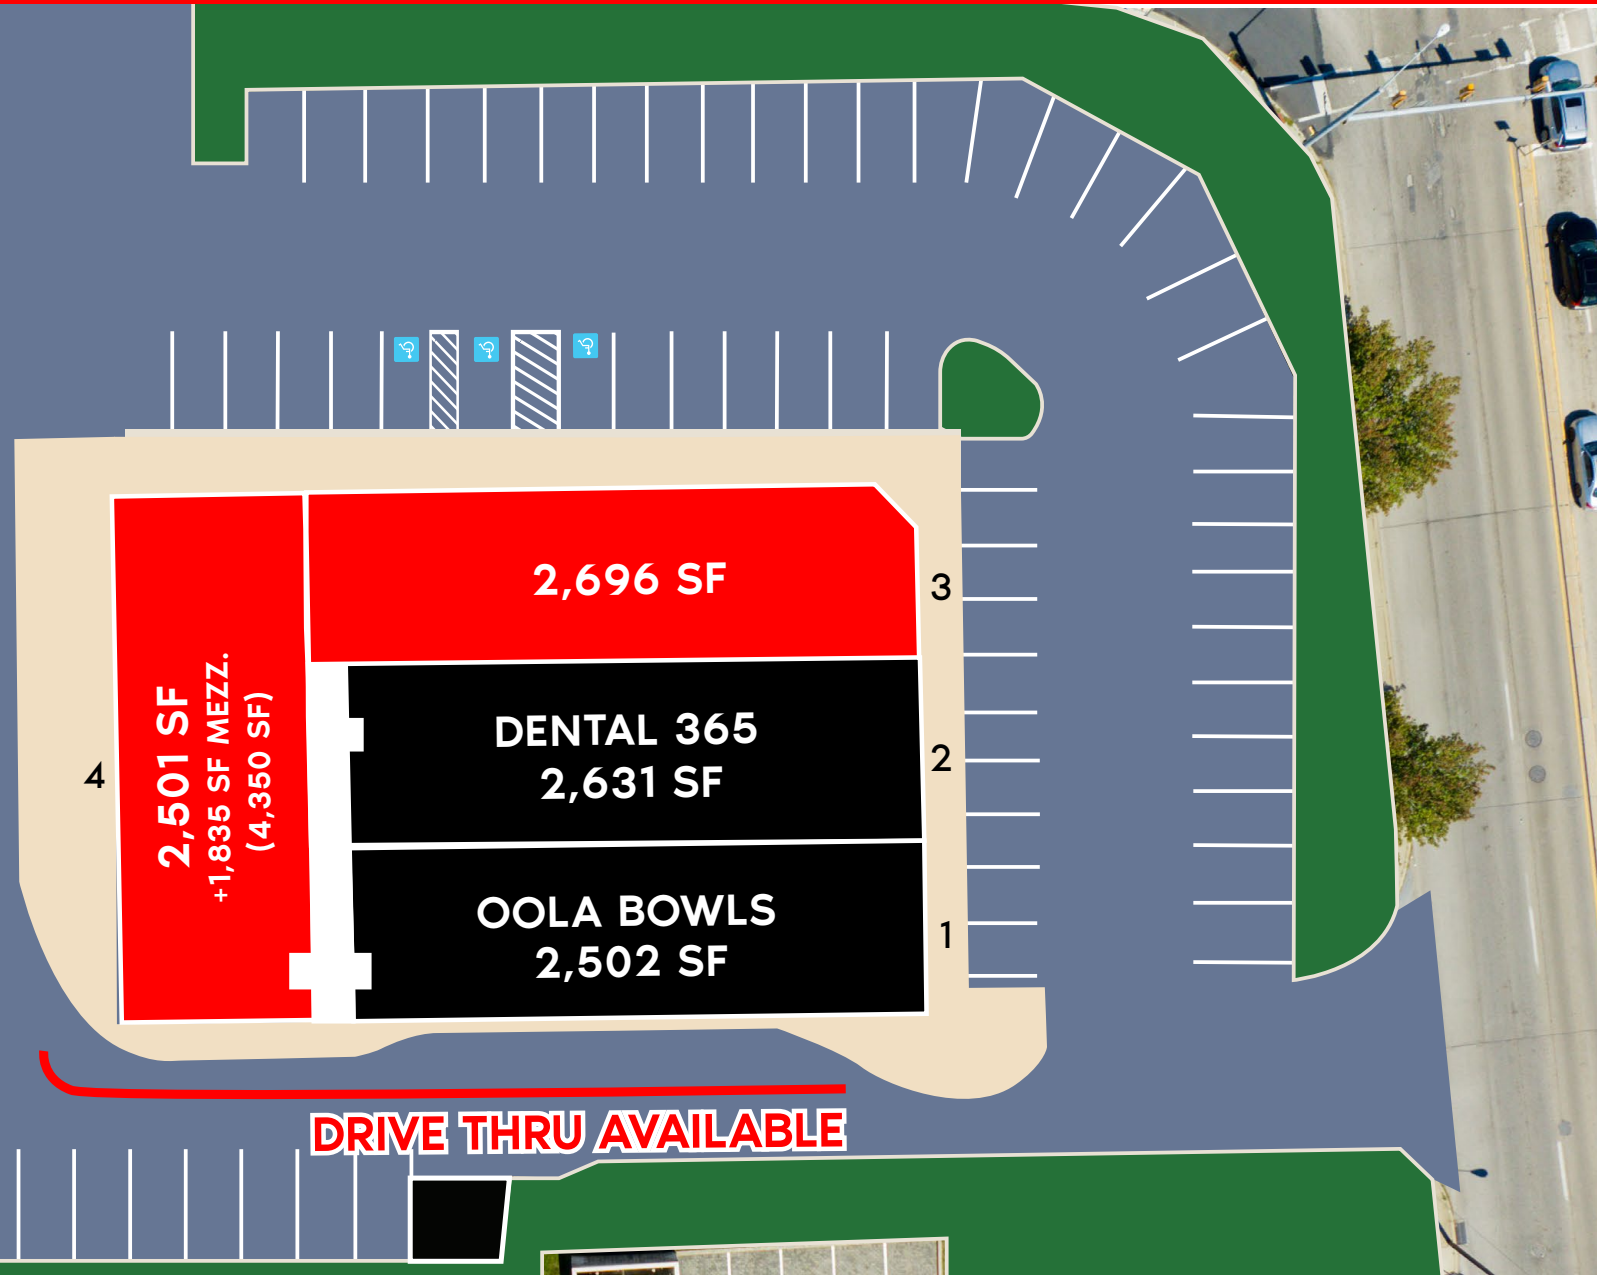 2,696 SF
3
DENTAL 365
2,631 SF
2
OOLA BOWLS
2,502 SF
1
4
2,501 SF
+1,835 SF MEZZ.
(4,350 SF)
DRIVE THRU AVAILABLE